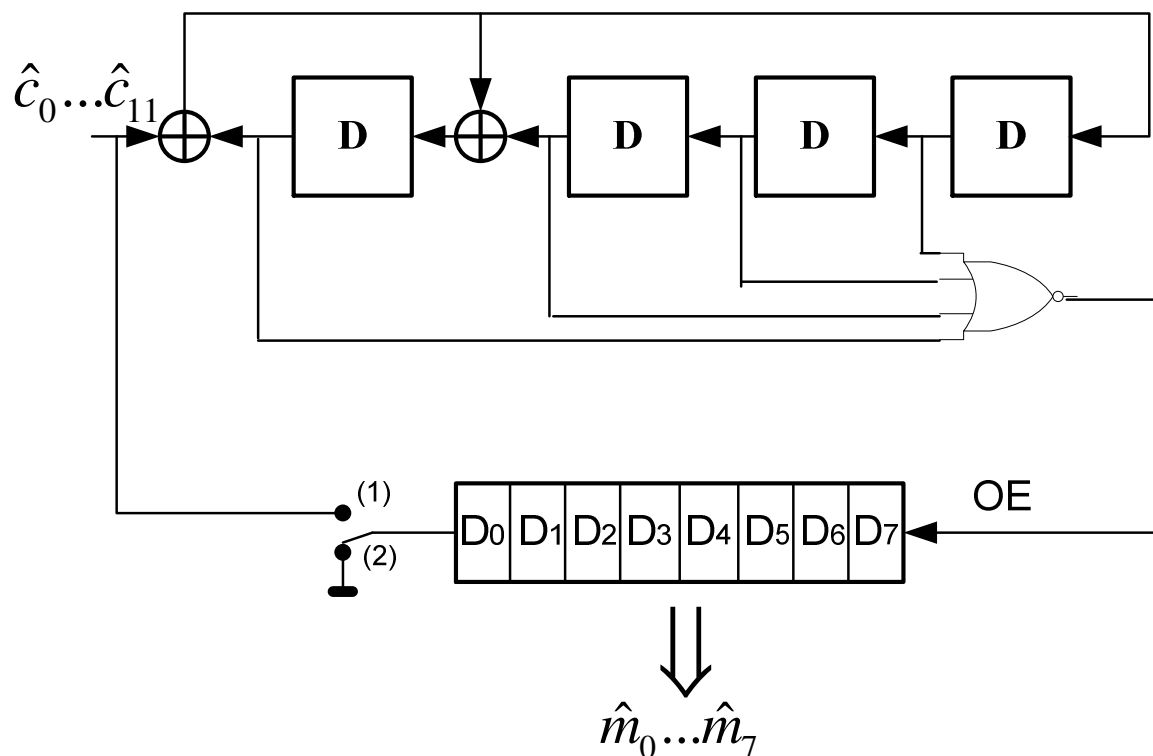 ĉ₀...ĉ₁₁
D
D
D
D
(1)
(2)
D₀ D₁ D₂ D₃ D₄ D₅ D₆ D₇
OE
m̂₀...m̂₇